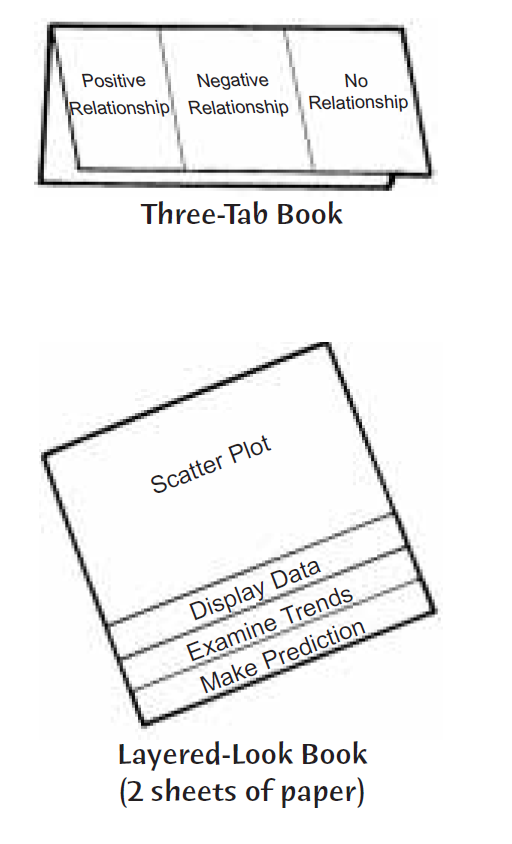 Positive
Relationship
Negative
Relationship
No
Relationship
Three-Tab Book
Scatter Plot
Display Data
Examine Trends
Make Prediction
Layered-Look Book
(2 sheets of paper)